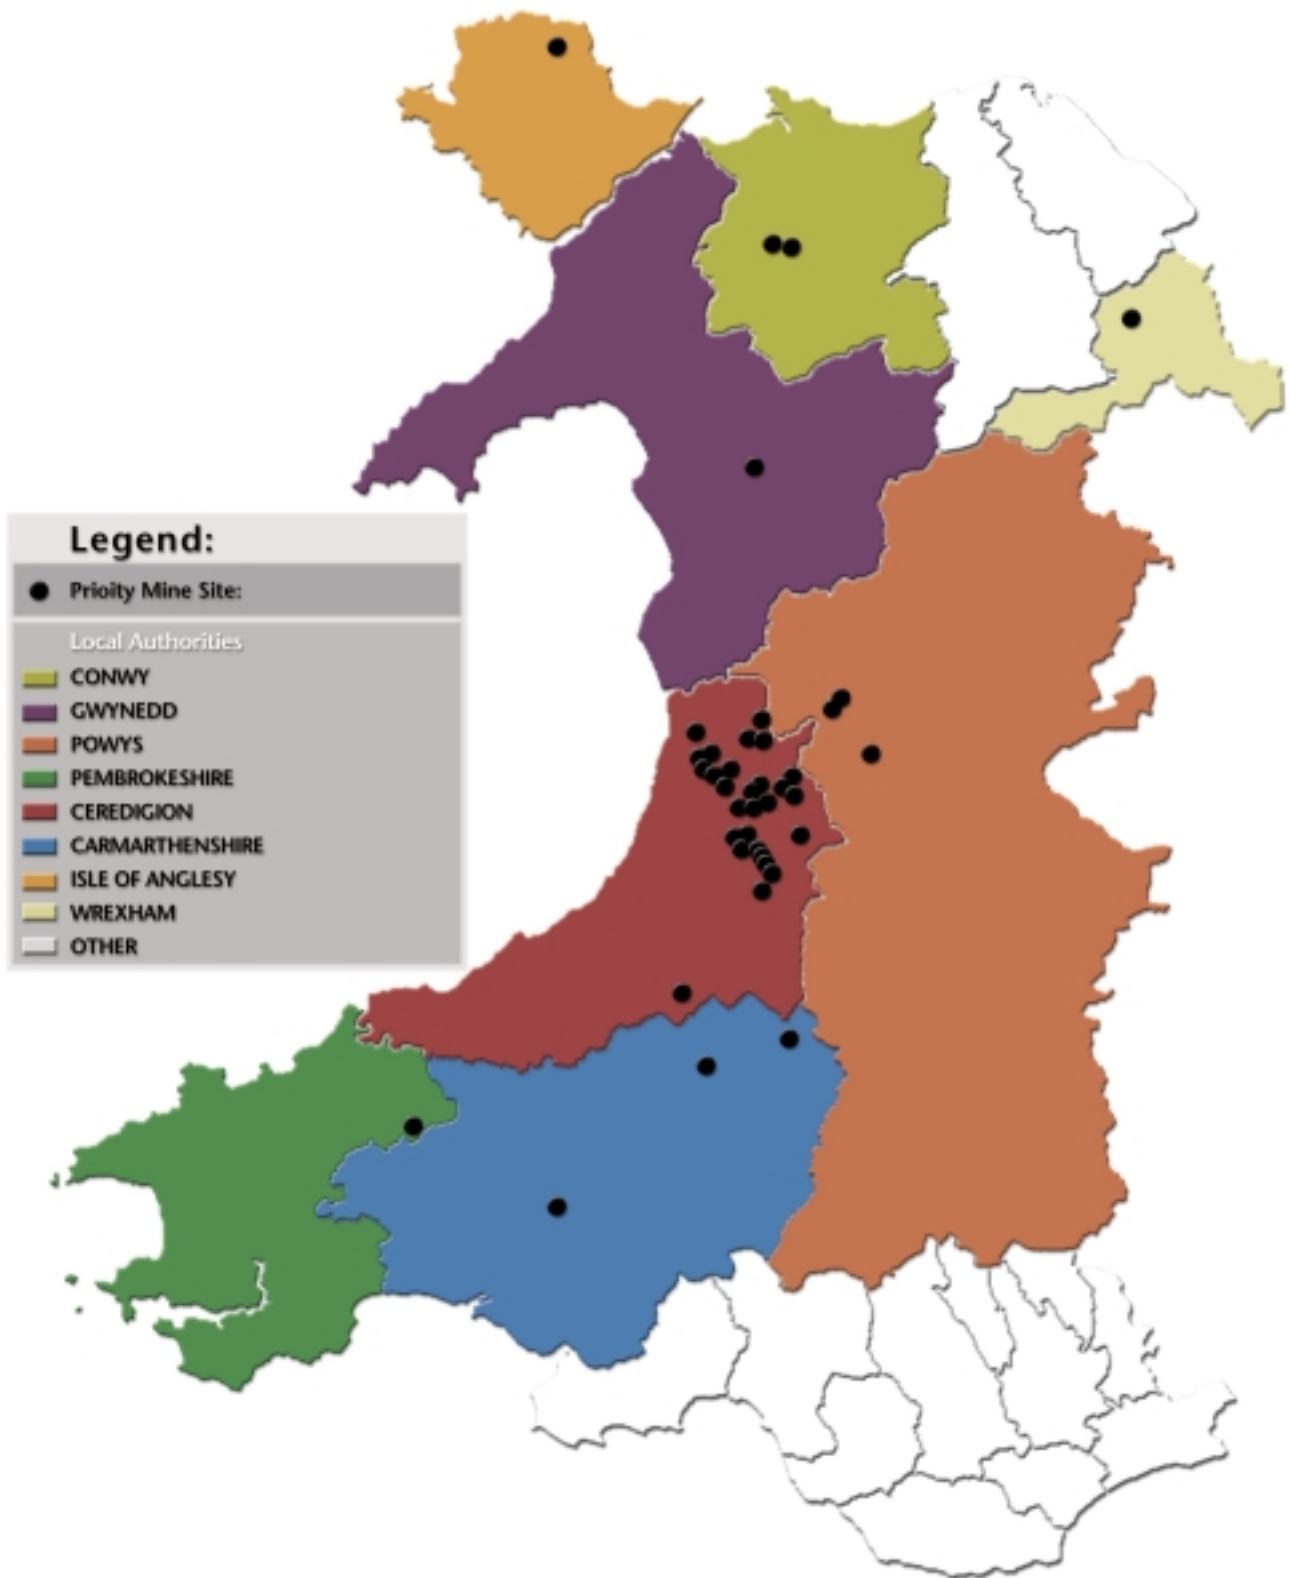 Legend:
Prioity Mine Site:
Local Authorities
CONWY
GWYNEDD
POWYS
PEMBROKESHIRE
CEREDIGION
CARMARTHENSHIRE
ISLE OF ANGLESY
WREXHAM
OTHER